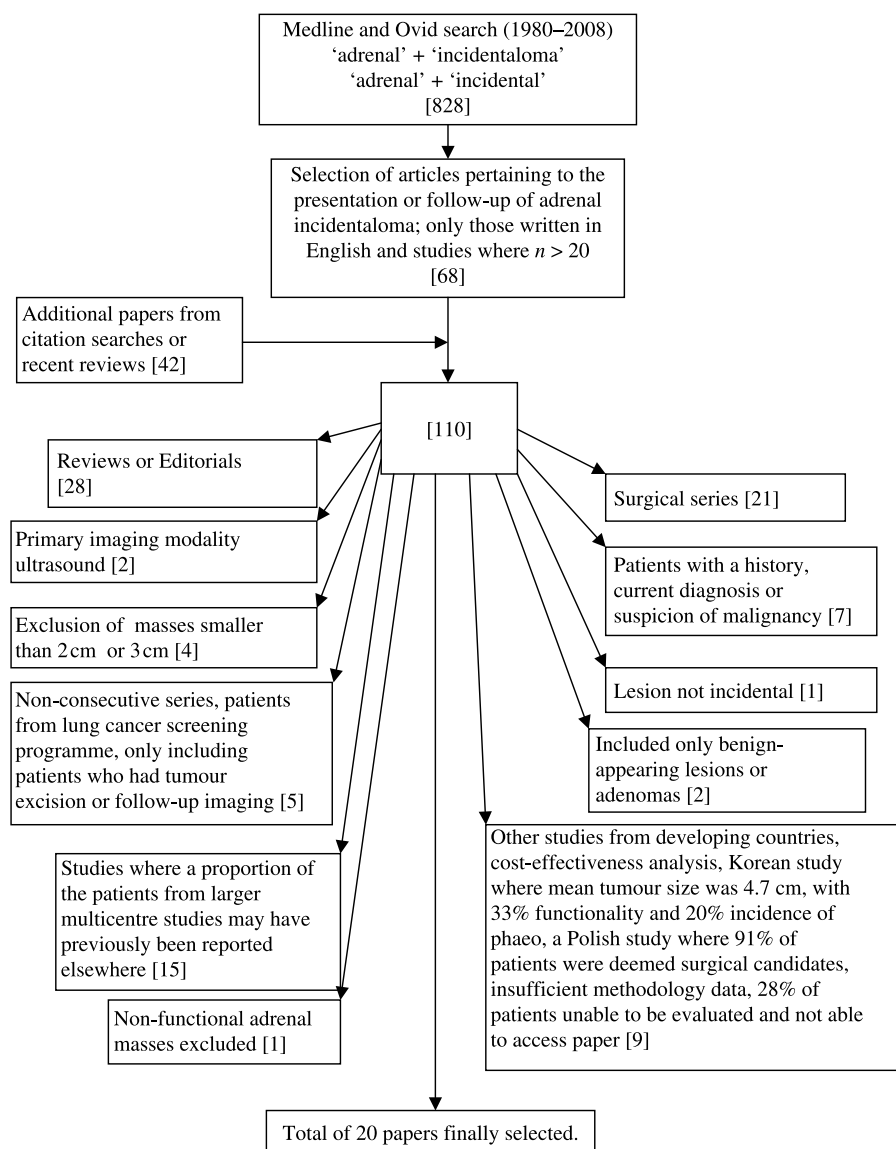 Medline and Ovid search (1980–2008)
‘adrenal’ + ‘incidentaloma’
‘adrenal’ + ‘incidental’
[828]
Selection of articles pertaining to the
presentation or follow-up of adrenal
incidentaloma; only those written in
English and studies where n > 20
[68]
Additional papers from
citation searches or
recent reviews [42]
[110]
Reviews or Editorials
[28]
Primary imaging modality
ultrasound [2]
Exclusion of masses smaller
than 2 cm or 3 cm [4]
Non-consecutive series, patients
from lung cancer screening
programme, only including
patients who had tumour
excision or follow-up imaging [5]
Studies where a proportion of
the patients from larger
multicentre studies may have
previously been reported
elsewhere [15]
Non-functional adrenal
masses excluded [1]
Surgical series [21]
Patients with a history,
current diagnosis or
suspicion of malignancy [7]
Lesion not incidental [1]
Included only benign-
appearing lesions or
adenomas [2]
Other studies from developing countries,
cost-effectiveness analysis, Korean study
where mean tumour size was 4.7 cm, with
33% functionality and 20% incidence of
phaeo, a Polish study where 91% of
patients were deemed surgical candidates,
insufficient methodology data, 28% of
patients unable to be evaluated and not able
to access paper [9]
Total of 20 papers finally selected.